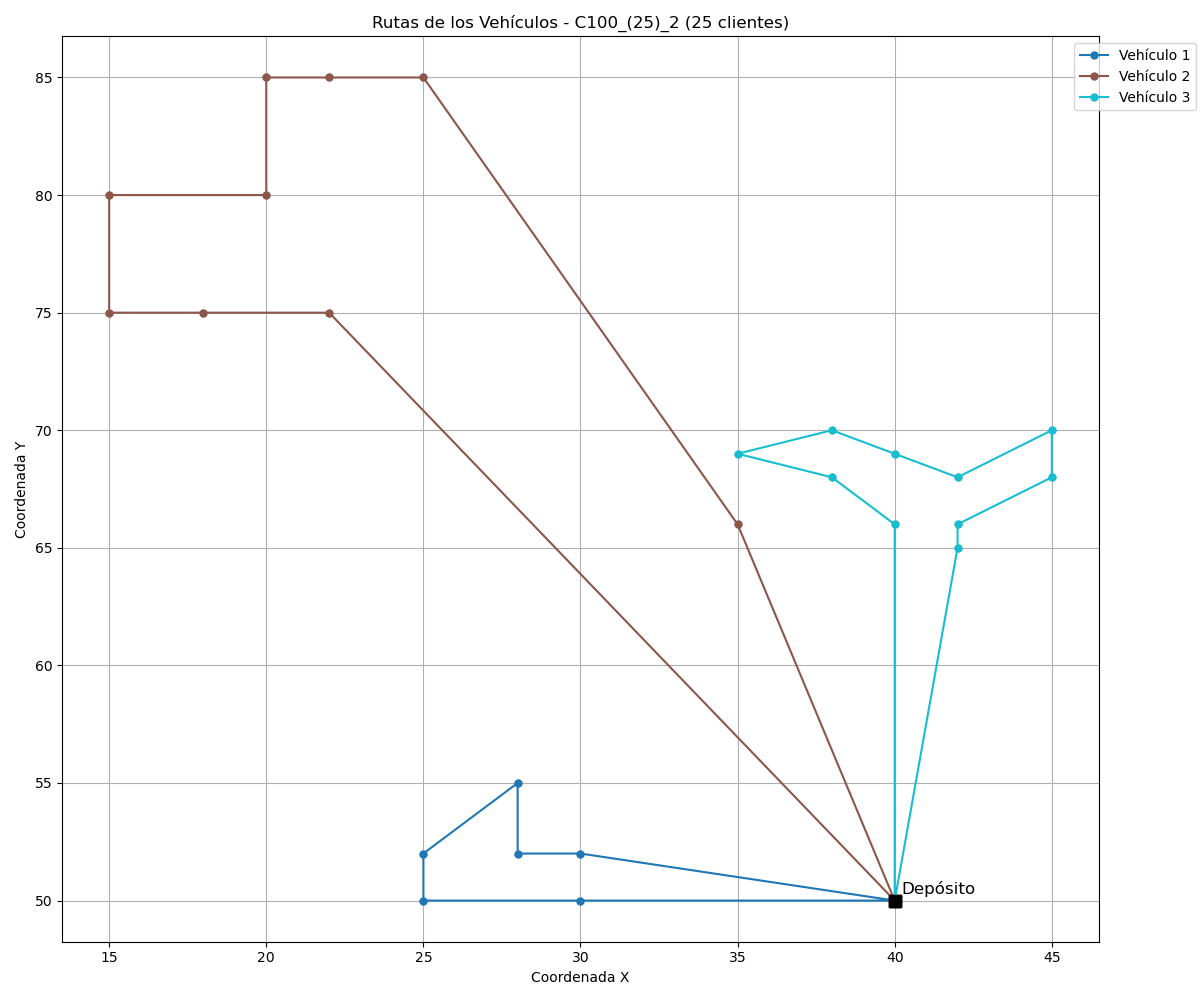 Rutas de los Vehículos - C100_(25)_2 (25 clientes)
Vehículo 1
Vehículo 2
Vehículo 3
85
80
75
70
65
60
55
50
Coordenada Y
Depósito
15 20 25 30 35 40 45
Coordenada X